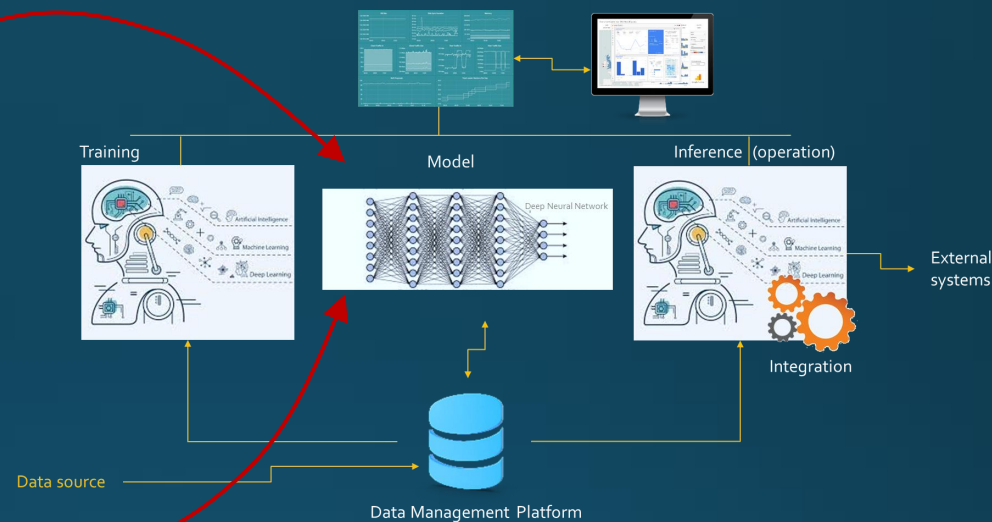 Training
Model
Inference (operation)
Artificial Intelligence
Machine Learning
Deep Learning
Deep Neural Network
Artificial Intelligence
Machine Learning
Deep Learning
External
systems
Integration
Data source
Data Management Platform